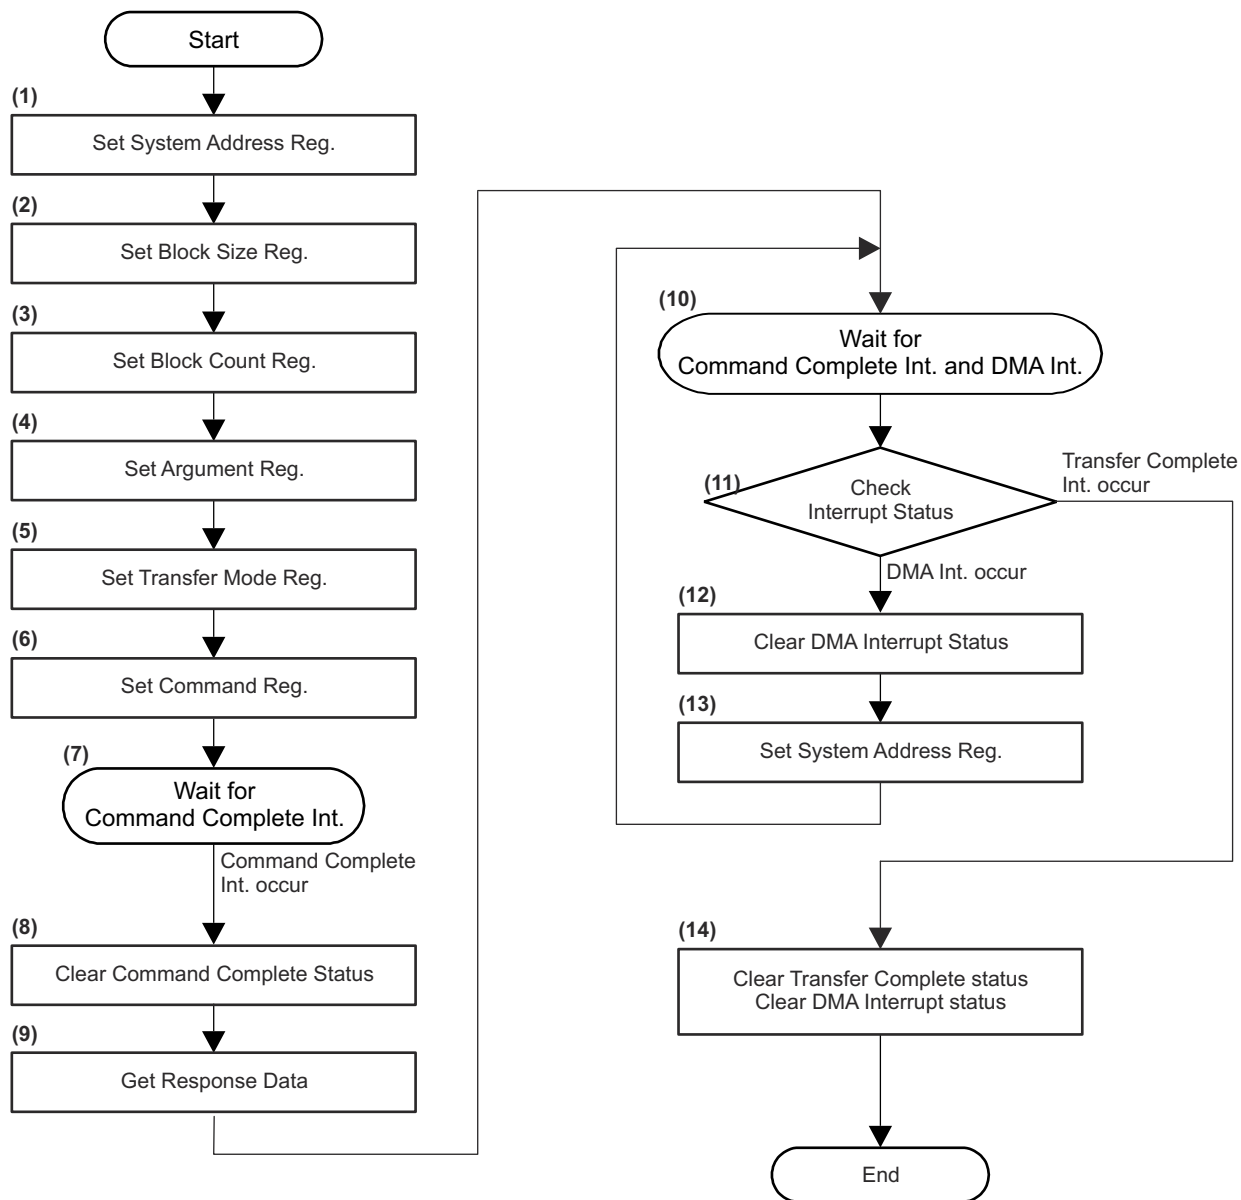 Start
(1)
Set System Address Reg.
(2)
Set Block Size Reg.
(3)
Set Block Count Reg.
(4)
Set Argument Reg.
(5)
Set Transfer Mode Reg.
(6)
Set Command Reg.
(7)
Wait for
Command Complete Int.
Command Complete
Int. occur
(8)
Clear Command Complete Status
(9)
Get Response Data
(10)
Wait for
Command Complete Int. and DMA Int.
(11)
Check
Interrupt Status
Transfer Complete
Int. occur
DMA Int. occur
(12)
Clear DMA Interrupt Status
(13)
Set System Address Reg.
(14)
Clear Transfer Complete status
Clear DMA Interrupt status
End